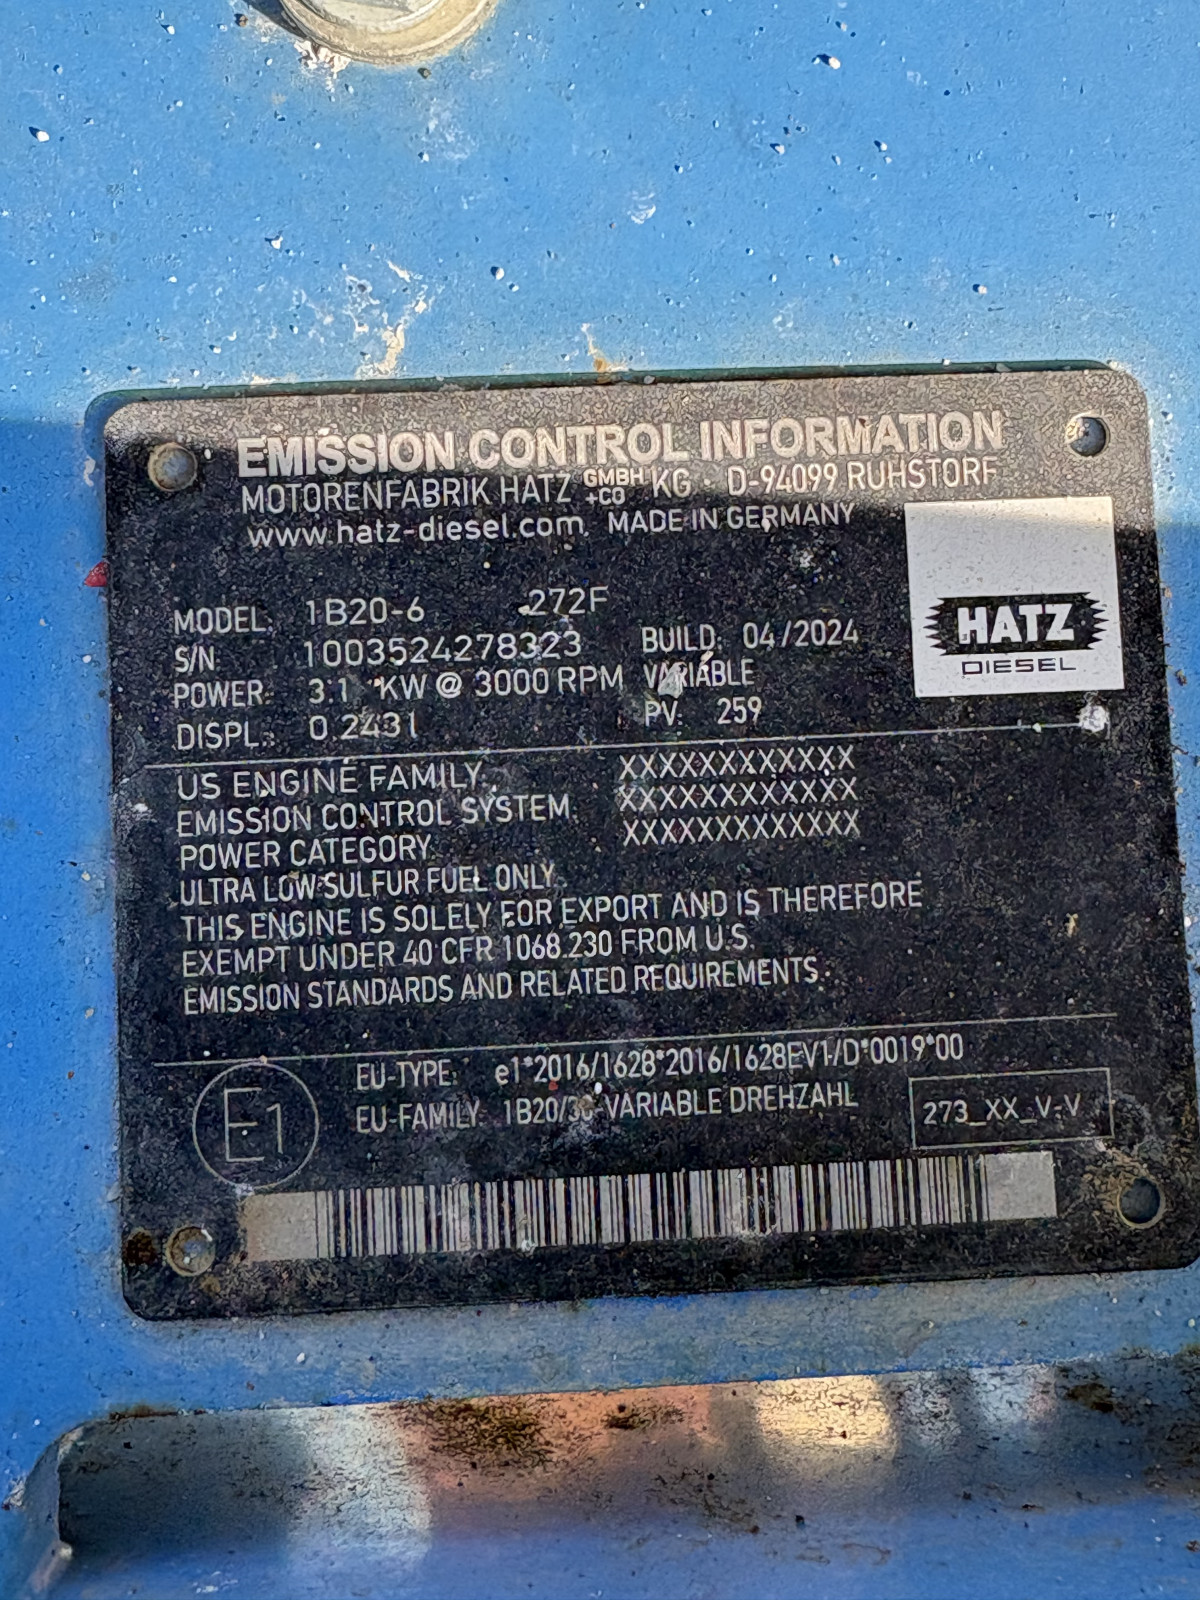 EMISSION CONTROL INFORMATION
MOTORENFABRIK HATZ GMBH +CO KG · D-94099 RUHSTORF
www.hatz-diesel.com, MADE IN GERMANY
HATZ
DIESEL
MODEL: 1B20-6 272F
S/N 1003524278323 BUILD: 04/2024
POWER: 3.1 KW @ 3000 RPM VARIABLE
DISPL.: 0.243l PV: 259
US ENGINE FAMILY: XXXXXXXXXXXX
EMISSION CONTROL SYSTEM: XXXXXXXXXXXX
POWER CATEGORY: XXXXXXXXXXXXX
ULTRA LOW SULFUR FUEL ONLY.
THIS ENGINE IS SOLELY FOR EXPORT AND IS THEREFORE
EXEMPT UNDER 40 CFR 1068.230 FROM U.S.
EMISSION STANDARDS AND RELATED REQUIREMENTS.
E1
EU-TYPE: e1*2016/1628*2016/1628EV1/D*0019*00
EU-FAMILY: VARIABLE DREHZAHL
273_XX_V-V